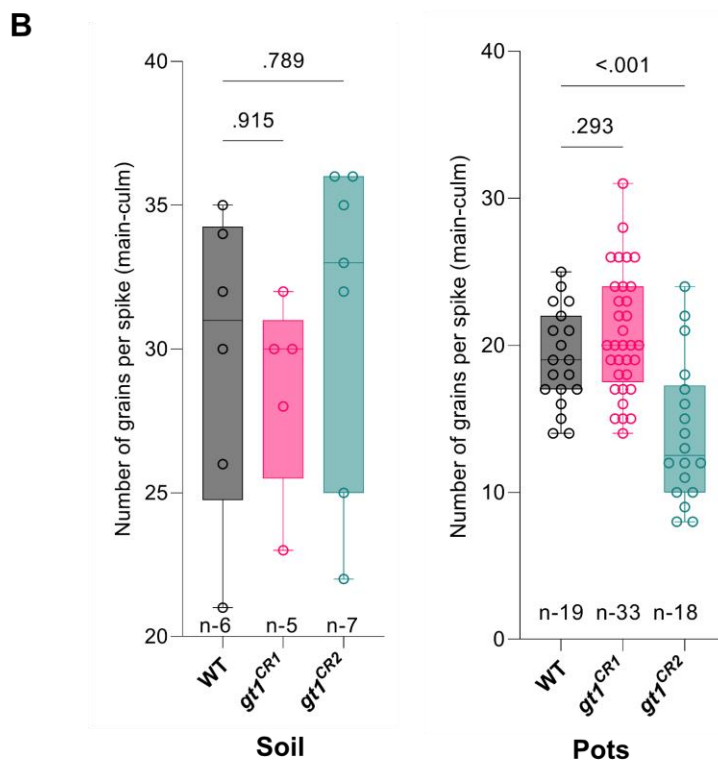 B
Number of grains per spike (main-culm)
40
35
30
25
20
.789
.915
n-6
n-5
n-7
WT
gt1CR1
gt1CR2
Soil
Number of grains per spike (main-culm)
40
30
20
10
0
<.001
.293
n-19
n-33
n-18
WT
gt1CR1
gt1CR2
Pots